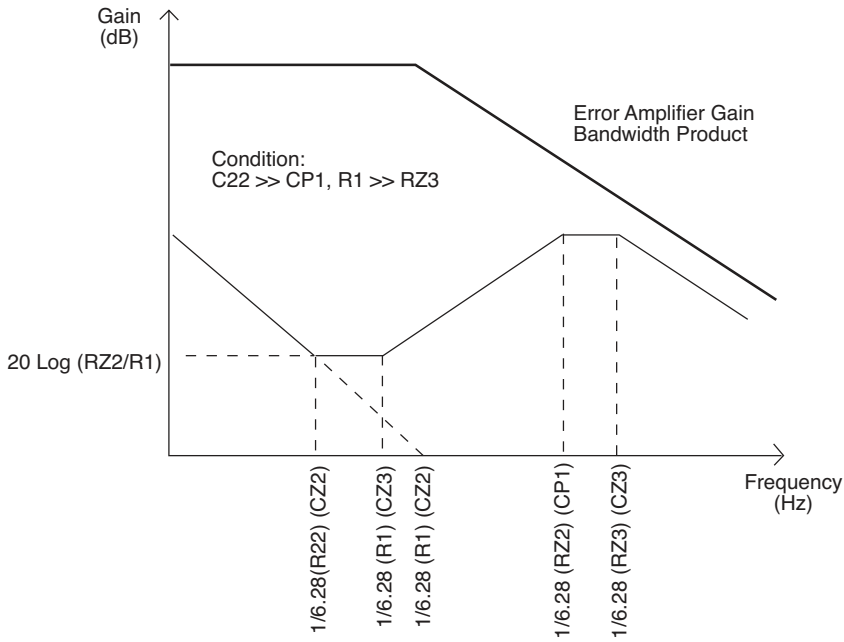 Gain
(dB)
Error Amplifier Gain
Bandwidth Product
Condition:
C22 >> CP1, R1 >> RZ3
20 Log (RZ2/R1)
Frequency
(Hz)
1/6.28(R22) (CZ2)
1/6.28 (R1) (CZ3)
1/6.28 (R1) (CZ2)
1/6.28 (RZ2) (CP1)
1/6.28 (RZ3) (CZ3)